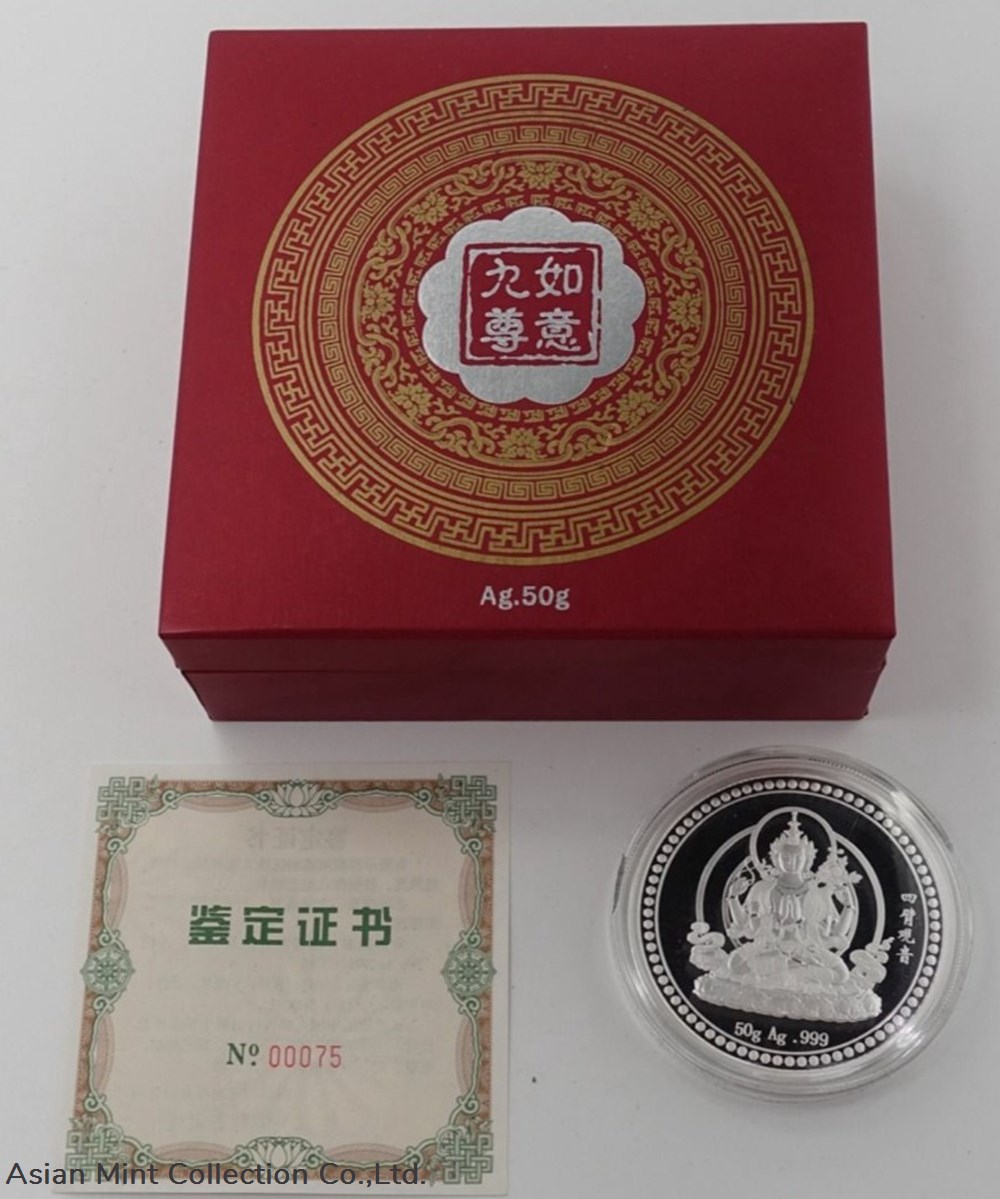 九如
尊意
Ag.50g
鉴定证书
Nº 00075
四臂观音
50g Ag .999
Asian Mint Collection Co.,Ltd.